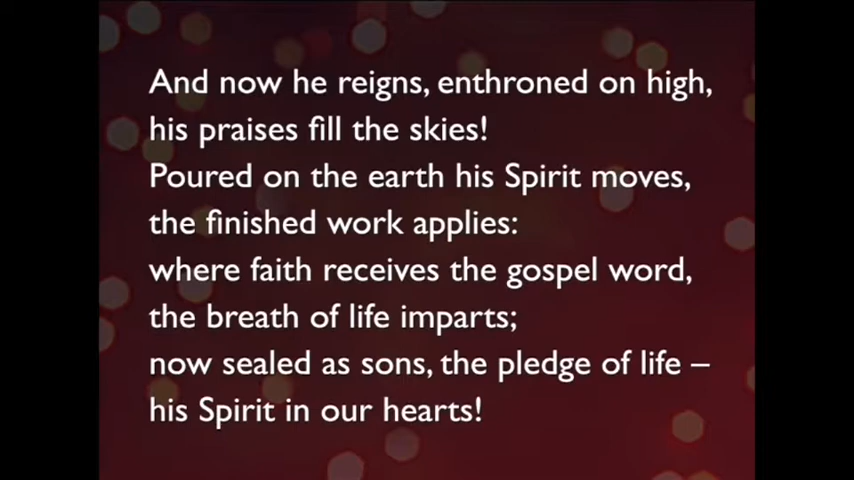 And now he reigns, enthroned on high,
his praises fill the skies!
Poured on the earth his Spirit moves,
the finished work applies:
where faith receives the gospel word,
the breath of life imparts;
now sealed as sons, the pledge of life –
his Spirit in our hearts!